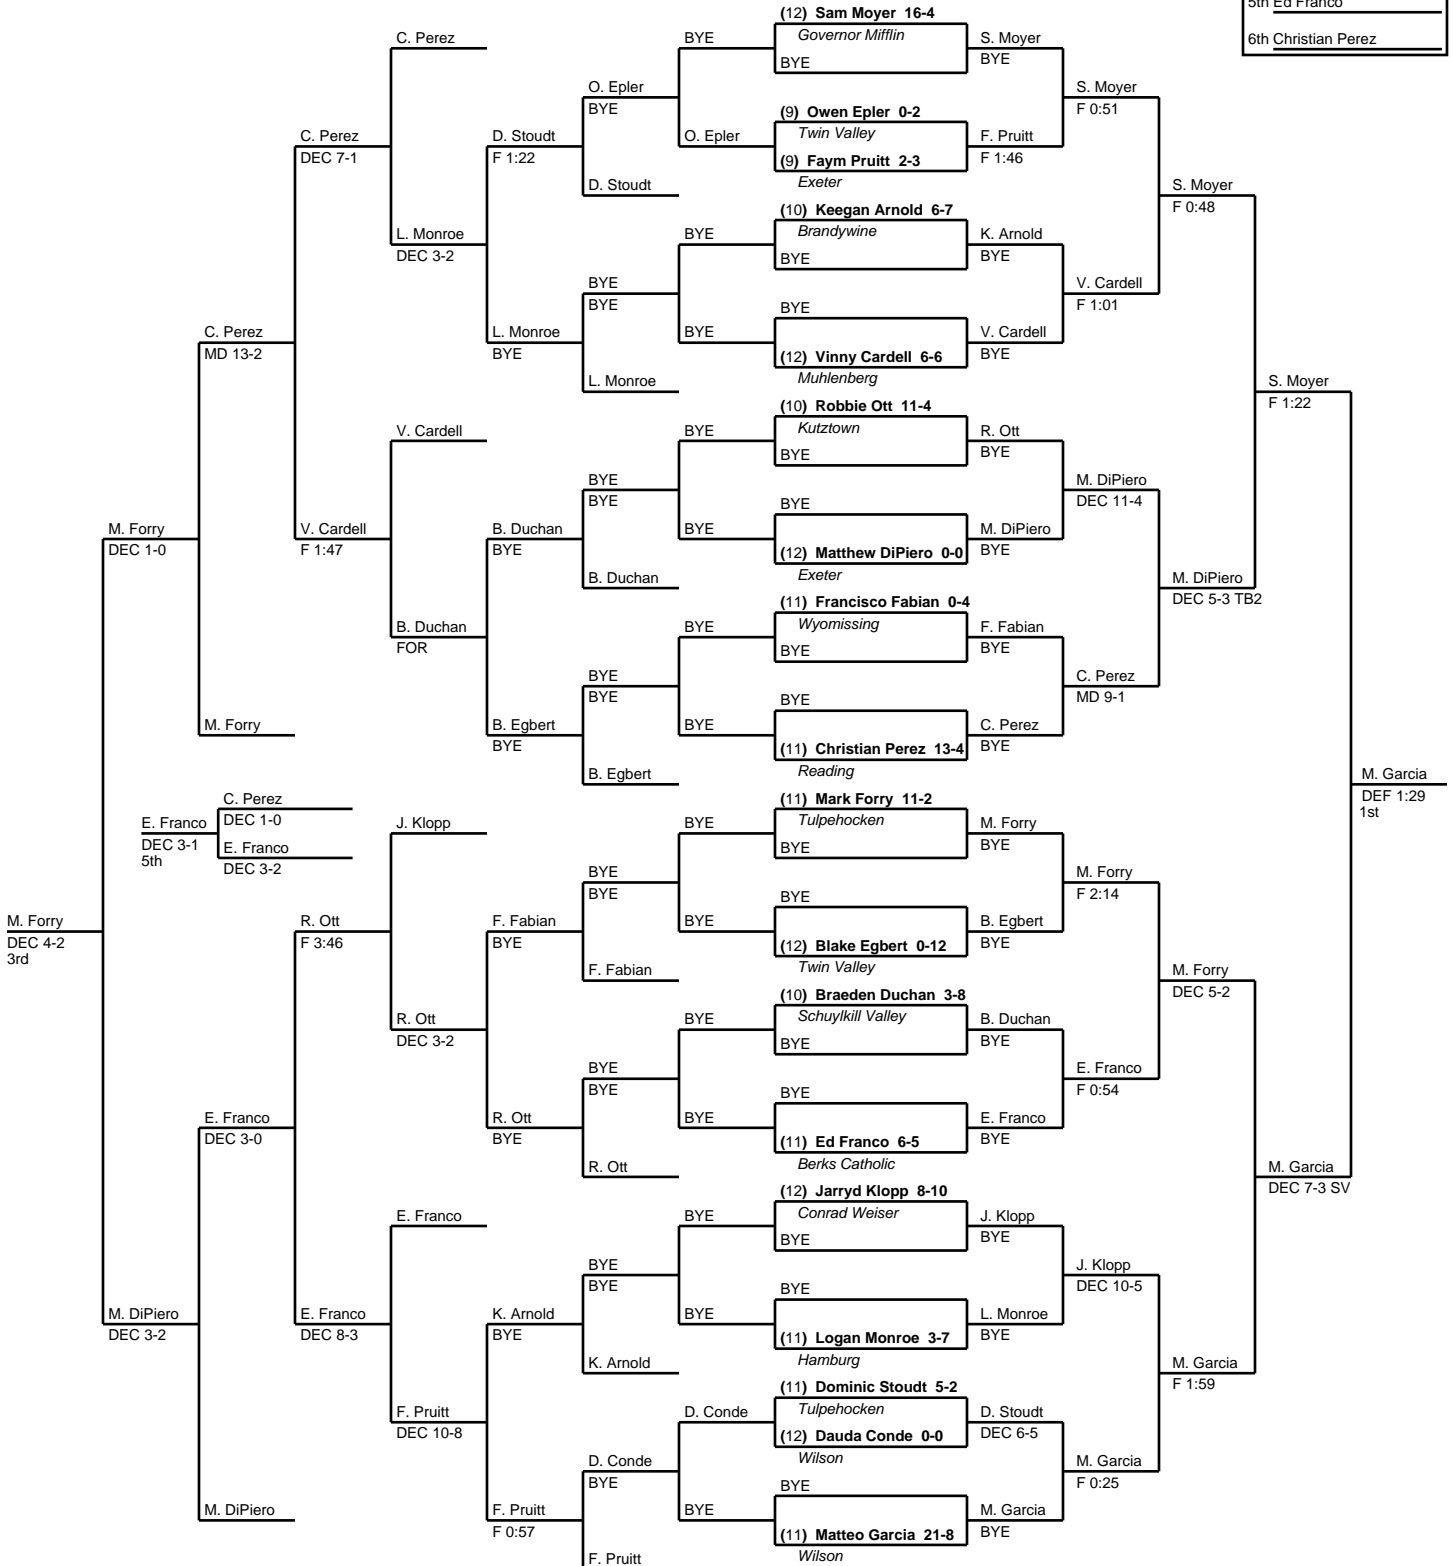 5th Ed Franco
6th Christian Perez
(12) Sam Moyer 16-4
Governor Mifflin
BYE
(9) Owen Epler 0-2
Twin Valley
(9) Faym Pruitt 2-3
Exeter
(10) Keegan Arnold 6-7
Brandywine
BYE
BYE
(12) Vinny Cardell 6-6
Muhlenberg
(10) Robbie Ott 11-4
Kutztown
BYE
BYE
(12) Matthew DiPiero 0-0
Exeter
(11) Francisco Fabian 0-4
Wyomissing
BYE
BYE
(11) Christian Perez 13-4
Reading
(11) Mark Forry 11-2
Tulpehocken
BYE
BYE
(12) Blake Egbert 0-12
Twin Valley
(10) Braeden Duchan 3-8
Schuylkill Valley
BYE
BYE
(11) Ed Franco 6-5
Berks Catholic
(12) Jarryd Klopp 8-10
Conrad Weiser
BYE
BYE
(11) Logan Monroe 3-7
Hamburg
(11) Dominic Stoudt 5-2
Tulpehocken
(12) Dauda Conde 0-0
Wilson
BYE
(11) Matteo Garcia 21-8
Wilson
S. Moyer
BYE
F. Pruitt
F 1:46
K. Arnold
BYE
V. Cardell
BYE
R. Ott
BYE
M. DiPiero
BYE
F. Fabian
BYE
C. Perez
BYE
M. Forry
BYE
B. Egbert
BYE
B. Duchan
BYE
E. Franco
BYE
J. Klopp
BYE
L. Monroe
BYE
D. Stoudt
DEC 6-5
M. Garcia
BYE
S. Moyer
F 0:51
V. Cardell
F 1:01
M. DiPiero
DEC 11-4
C. Perez
MD 9-1
M. Forry
F 2:14
E. Franco
F 0:54
J. Klopp
DEC 10-5
M. Garcia
F 0:25
S. Moyer
F 0:48
M. DiPiero
DEC 5-3 TB2
M. Forry
DEC 5-2
M. Garcia
F 1:59
S. Moyer
F 1:22
M. Garcia
DEC 7-3 SV
M. Garcia
DEF 1:29
1st
BYE
O. Epler
BYE
BYE
BYE
BYE
BYE
BYE
BYE
BYE
BYE
BYE
BYE
BYE
D. Conde
BYE
O. Epler
BYE
D. Stoudt
BYE
BYE
L. Monroe
BYE
BYE
B. Duchan
BYE
BYE
B. Egbert
BYE
BYE
F. Fabian
BYE
BYE
R. Ott
BYE
BYE
K. Arnold
D. Conde
BYE
F. Pruitt
D. Stoudt
F 1:22
L. Monroe
BYE
B. Duchan
BYE
B. Egbert
BYE
F. Fabian
BYE
R. Ott
BYE
K. Arnold
BYE
F. Pruitt
F 0:57
C. Perez
L. Monroe
DEC 3-2
V. Cardell
B. Duchan
FOR
J. Klopp
R. Ott
DEC 3-2
E. Franco
F. Pruitt
DEC 10-8
C. Perez
DEC 7-1
V. Cardell
F 1:47
R. Ott
F 3:46
E. Franco
DEC 8-3
C. Perez
MD 13-2
M. Forry
E. Franco
DEC 3-0
M. DiPiero
M. Forry
DEC 1-0
M. DiPiero
DEC 3-2
C. Perez
DEC 1-0
E. Franco
DEC 3-2
E. Franco
DEC 3-1
5th
M. Forry
DEC 4-2
3rd